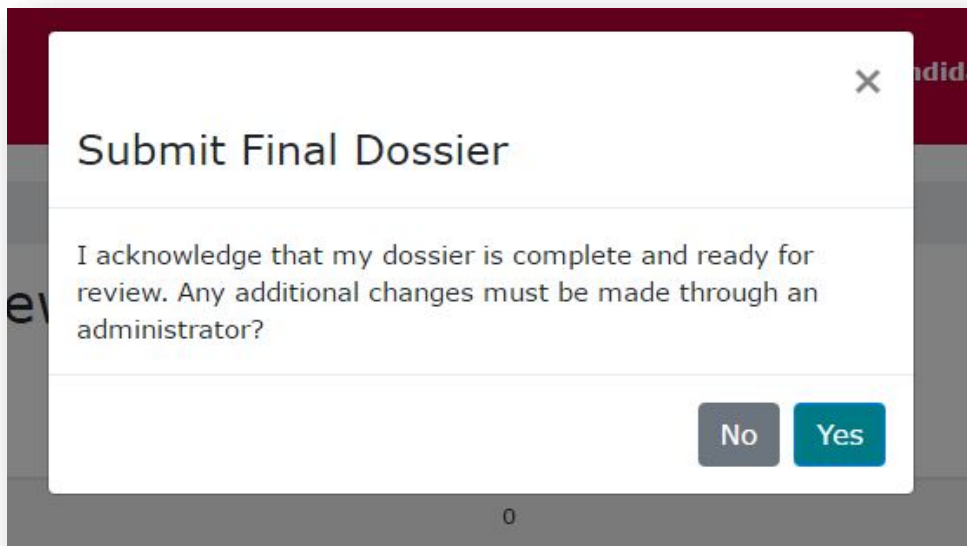 ×
Submit Final Dossier
I acknowledge that my dossier is complete and ready for
review. Any additional changes must be made through an
administrator?
No Yes
0